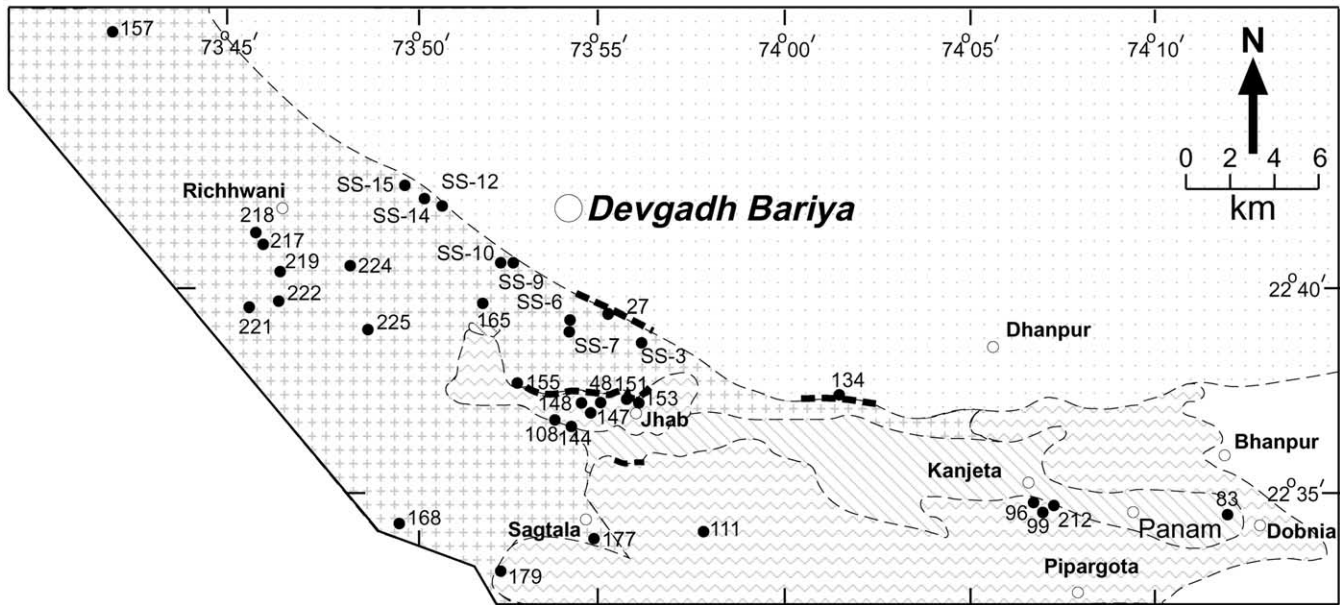 157
73°45′
73°50′
73°55′
74°00′
74°05′
74°10′
N
0 2 4 6
km
Richhwani
SS-15
SS-12
SS-14
Devgadh Bariya
218
217
219
224
SS-10
SS-9
222
221
225
165
SS-6
27
22°40′
SS-7
SS-3
Dhanpur
155
48
151
134
148
153
147
Jhab
108
144
Bhanpur
Kanjeta
22°35′
83
96
99
212
Panam
Dobnia
168
Sagtala
177
111
Pipargota
179